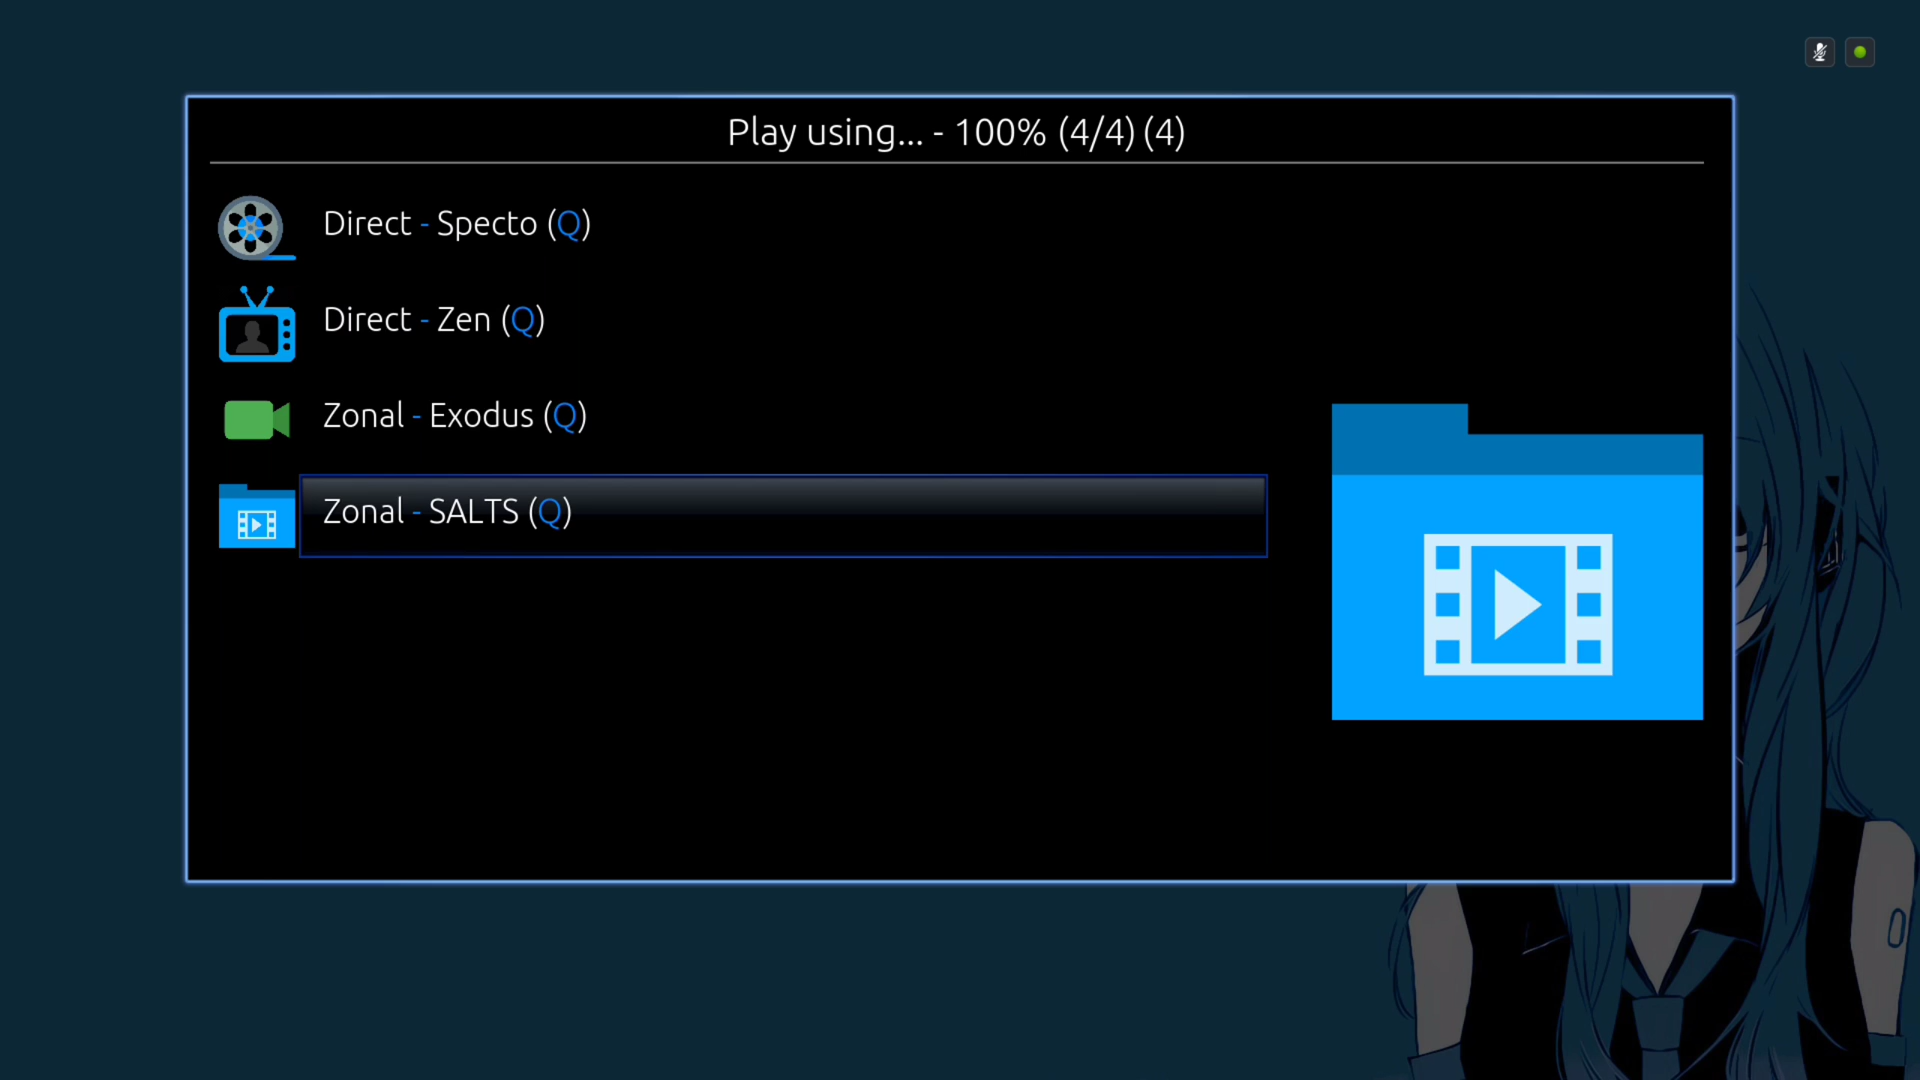 Play using... - 100% (4/4) (4)
Direct - Specto (Q)
Direct - Zen (Q)
Zonal - Exodus (Q)
Zonal - SALTS (Q)